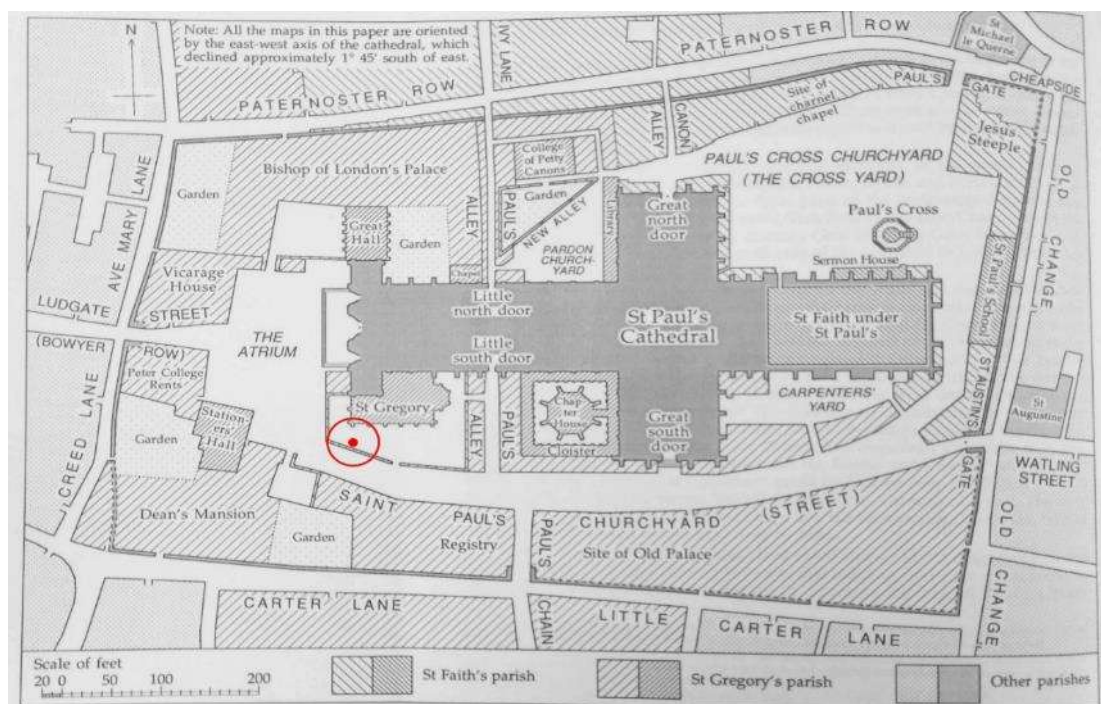 N
Note: All the maps in this paper are oriented
by the east-west axis of the cathedral, which
declined approximately 1° 45' south of east.
IVY LANE
PATERNOSTER ROW
St
Michael
le Querne
PATERNOSTER ROW
CHEAPSIDE
PAUL'S
GATE
Site of
charnel
chapel
CANON
ALLEY
Jesus
Steeple
AVE MARY LANE
Bishop of London's Palace
College
of Petty
Canons
PAUL'S CROSS CHURCHYARD
(THE CROSS YARD)
OLD
CHANGE
Garden
Great
Hall
Garden
ALLEY
PAUL'S
Garden
NEW ALLEY
Library
Great
north
door
Paul's Cross
Sermon House
PARDON
CHURCH-
YARD
Chapel
St Paul's School
Vicarage
House
LUDGATE
STREET
THE
ATRIUM
Little
north door
Little
south door
St Paul's
Cathedral
St Faith under
St Paul's
(BOWYER
ROW)
Peter College
Rents
CREED LANE
St Gregory
ALLEY
PAUL'S
Chap
ter
House
Cloister
Great
south
door
CARPENTERS'
YARD
ST AUSTIN'S
GATE
St
Augustine
Station-
ers'
Hall
Garden
WATLING
STREET
Dean's Mansion
Garden
SAINT
PAUL'S
CHURCHYARD
(STREET)
Registry
PAUL'S
CHAIN
Site of Old Palace
OLD
CHANGE
CARTER LANE
LITTLE
CARTER
LANE
Scale of feet
20 0 50 100 200
St Faith's parish
St Gregory's parish
Other parishes